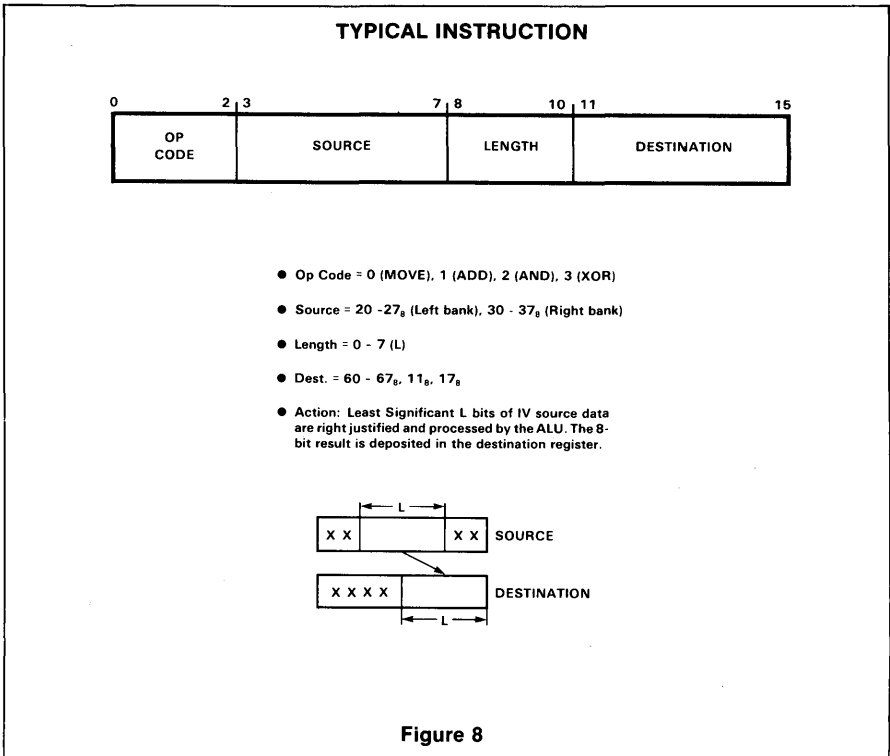 TYPICAL INSTRUCTION
0 2 3 7 8 10 11 15
OP CODE SOURCE LENGTH DESTINATION
● Op Code = 0 (MOVE), 1 (ADD), 2 (AND), 3 (XOR)
● Source = 20 -27₈ (Left bank), 30 - 37₈ (Right bank)
● Length = 0 - 7 (L)
● Dest. = 60 - 67₈, 11₈, 17₈
● Action: Least Significant L bits of IV source data
are right justified and processed by the ALU. The 8-
bit result is deposited in the destination register.
L
X X X X SOURCE
X X X X DESTINATION
L
Figure 8